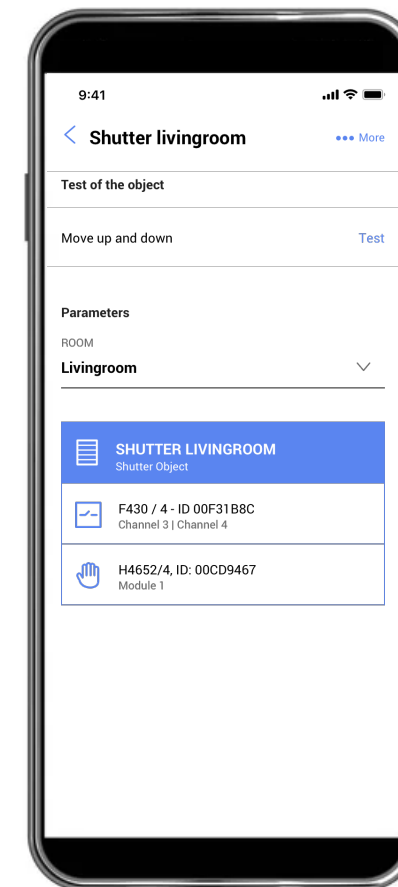 9:41
Shutter livingroom
More
Test of the object
Move up and down
Test
Parameters
ROOM
Livingroom
SHUTTER LIVINGROOM
Shutter Object
F430 / 4 - ID 00F31B8C
Channel 3 | Channel 4
H4652/4, ID: 00CD9467
Module 1